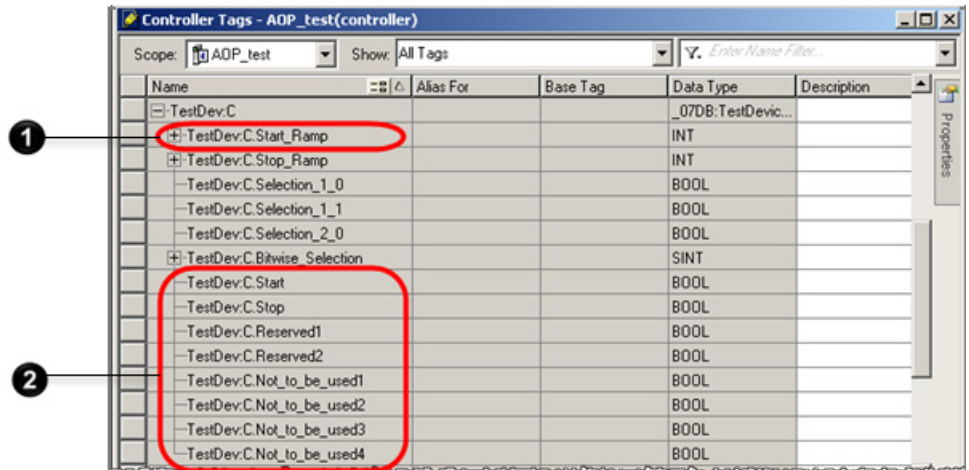 Controller Tags - AOP_test(controller)
Scope: AOP_test Show: All Tags Enter Name Filter...
Name Alias For Base Tag Data Type Description
TestDev:C _07DB:TestDevic...
1 TestDev:C.Start_Ramp INT
TestDev:C.Stop_Ramp INT
TestDev:C.Selection_1_0 BOOL
TestDev:C.Selection_1_1 BOOL
TestDev:C.Selection_2_0 BOOL
TestDev:C.Bitwise_Selection SINT
TestDev:C.Start BOOL
TestDev:C.Stop BOOL
TestDev:C.Reserved1 BOOL
TestDev:C.Reserved2 BOOL
2 TestDev:C.Not_to_be_used1 BOOL
TestDev:C.Not_to_be_used2 BOOL
TestDev:C.Not_to_be_used3 BOOL
TestDev:C.Not_to_be_used4 BOOL
Properties